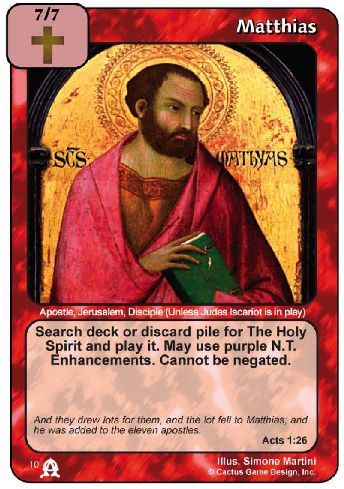 7/7
Matthias
SCS MATHYAS
Apostle, Jerusalem, Disciple (Unless Judas Iscariot is in play)
Search deck or discard pile for The Holy
Spirit and play it. May use purple N.T.
Enhancements. Cannot be negated.
And they drew lots for them, and the lot fell to Matthias; and
he was added to the eleven apostles.
Acts 1:26
10
Illus. Simone Martini
© Cactus Game Design, Inc.